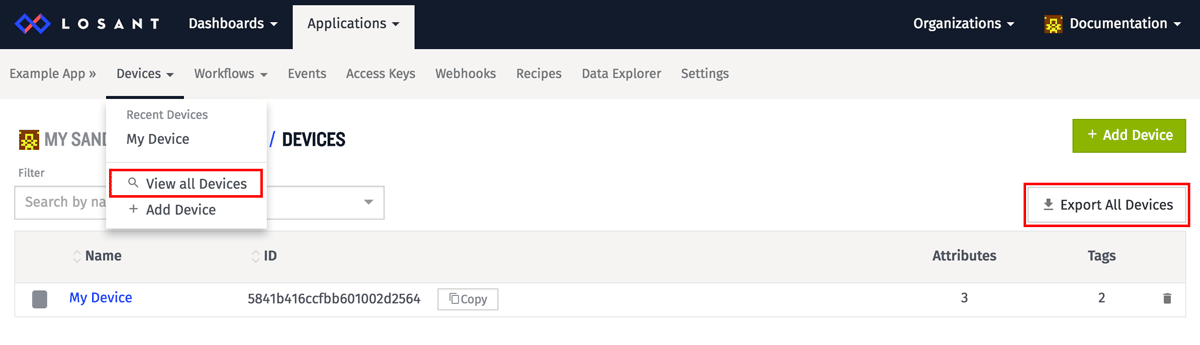 LOSANT Dashboards Applications Organizations Documentation
Example App » Devices Workflows Events Access Keys Webhooks Recipes Data Explorer Settings
Recent Devices
My Device
View all Devices
+ Add Device
MY SAND / DEVICES
+ Add Device
Filter
Search by na
Export All Devices
Name ID Attributes Tags
My Device 5841b416ccfbb601002d2564 Copy 3 2